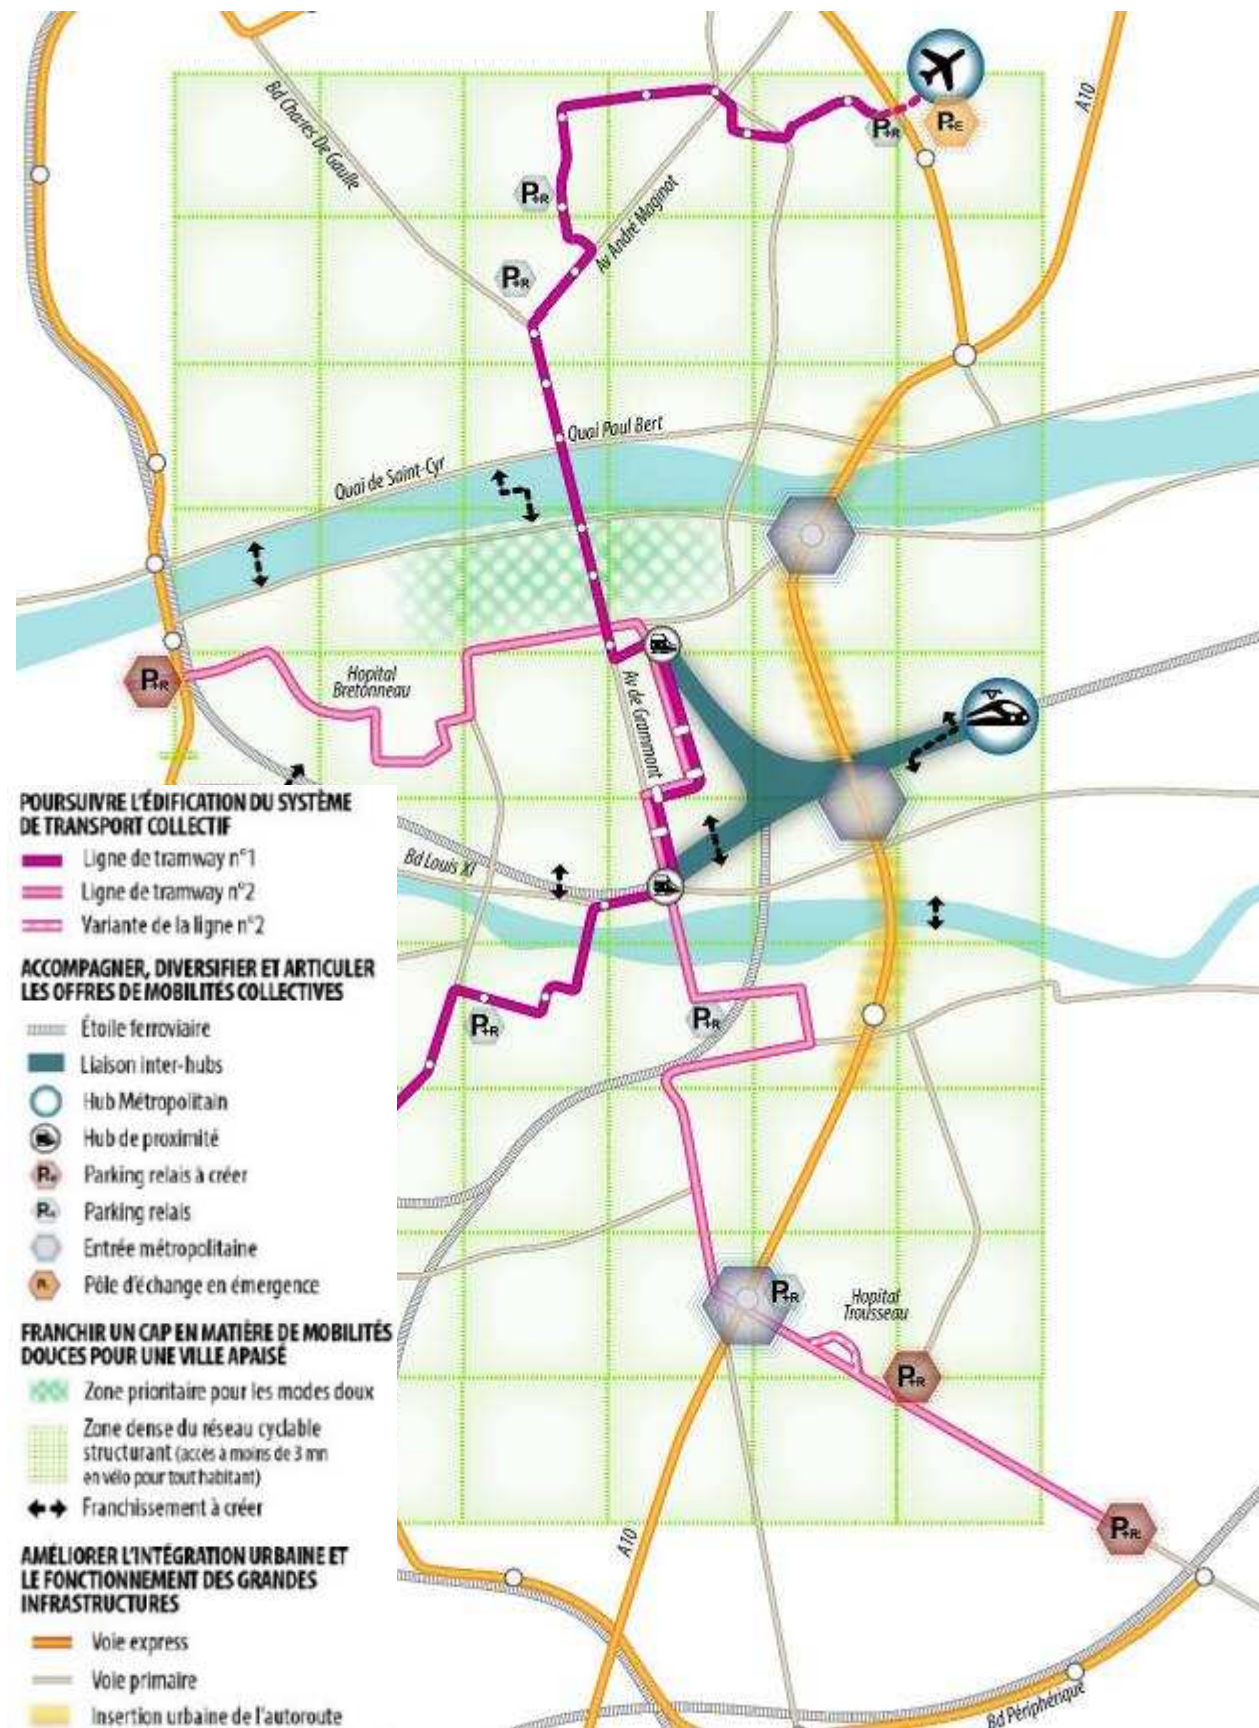 Bd Charles De Gaulle
A10
P+R
P+E
P+R
Av André Maginot
P+R
Quai Paul Bert
Quai de Saint-Cyr
Hopital
Bretonneau
P+R
Av de Grammont
Bd Louis XI
P+R
P+R
P+R
Hopital
Trousseau
P+R
P+R
A10
Bd Périphérique
POURSUIVRE L'ÉDIFICATION DU SYSTÈME
DE TRANSPORT COLLECTIF
Ligne de tramway n°1
Ligne de tramway n°2
Variante de la ligne n°2
ACCOMPAGNER, DIVERSIFIER ET ARTICULER
LES OFFRES DE MOBILITÉS COLLECTIVES
Étoile ferroviaire
Liaison inter-hubs
Hub Métropolitain
Hub de proximité
Parking relais à créer
Parking relais
Entrée métropolitaine
Pôle d'échange en émergence
FRANCHIR UN CAP EN MATIÈRE DE MOBILITÉS
DOUCES POUR UNE VILLE APAISÉ
Zone prioritaire pour les modes doux
Zone dense du réseau cyclable
structurant (accès à moins de 3 mn
en vélo pour tout habitant)
Franchissement à créer
AMÉLIORER L'INTÉGRATION URBAINE ET
LE FONCTIONNEMENT DES GRANDES
INFRASTRUCTURES
Voie express
Voie primaire
Insertion urbaine de l'autoroute